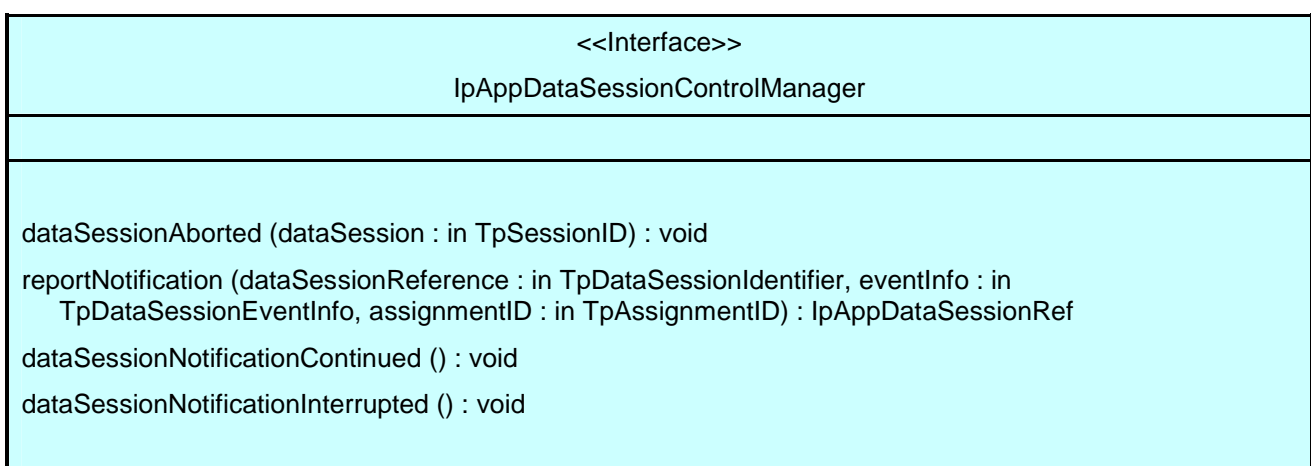 <<Interface>>
IpAppDataSessionControlManager
dataSessionAborted (dataSession : in TpSessionID) : void
reportNotification (dataSessionReference : in TpDataSessionIdentifier, eventInfo : in
TpDataSessionEventInfo, assignmentID : in TpAssignmentID) : IpAppDataSessionRef
dataSessionNotificationContinued () : void
dataSessionNotificationInterrupted () : void